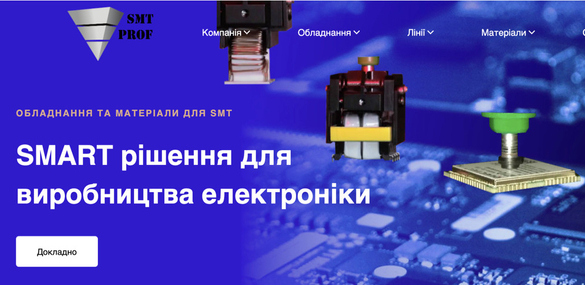 SMT
PROF
Компанія
Обладнання
Лінії
Матеріали
ОБЛАДНАННЯ ТА МАТЕРІАЛИ ДЛЯ SMT
SMART рішення для
виробництва електроніки
Докладно